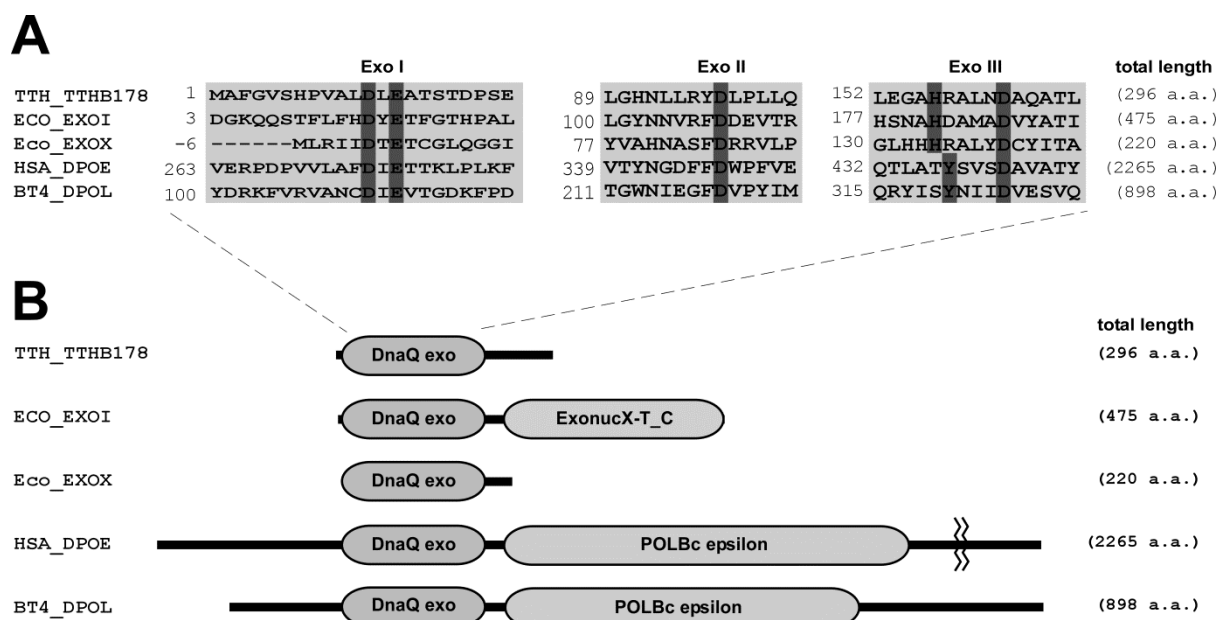 A
Exo I Exo II Exo III total length
TTH_TTHB178 1 MAFGVSHPVALDLEATSTDPSE 89 LGHNLLRYDLPLLQ 152 LEGAHRALNDAQATL (296 a.a.)
ECO_EXOI 3 DGKQQSTFLFHDYETFGTHPAL 100 LGYNNVRFDDEVTR 177 HSNAHDAMADVYATI (475 a.a.)
Eco_EXOX -6 ------MLRIIDTETCGLQGGI 77 YVAHNASFDRRVLP 130 GLHHHRALYDCYITA (220 a.a.)
HSA_DPOE 263 VERPDPVVLAFDIETTKLPLKF 339 VTYNGDFFDWPFVE 432 QTLATYSVSDAVATY (2265 a.a.)
BT4_DPOL 100 YDRKFVRVANCDIEVTGDKFPD 211 TGWNIEGFDVPYIM 315 QRYISYNIIDVESVQ (898 a.a.)
B
total length
TTH_TTHB178 DnaQ exo (296 a.a.)
ECO_EXOI DnaQ exo ExonucX-T_C (475 a.a.)
Eco_EXOX DnaQ exo (220 a.a.)
HSA_DPOE DnaQ exo POLBc epsilon (2265 a.a.)
BT4_DPOL DnaQ exo POLBc epsilon (898 a.a.)